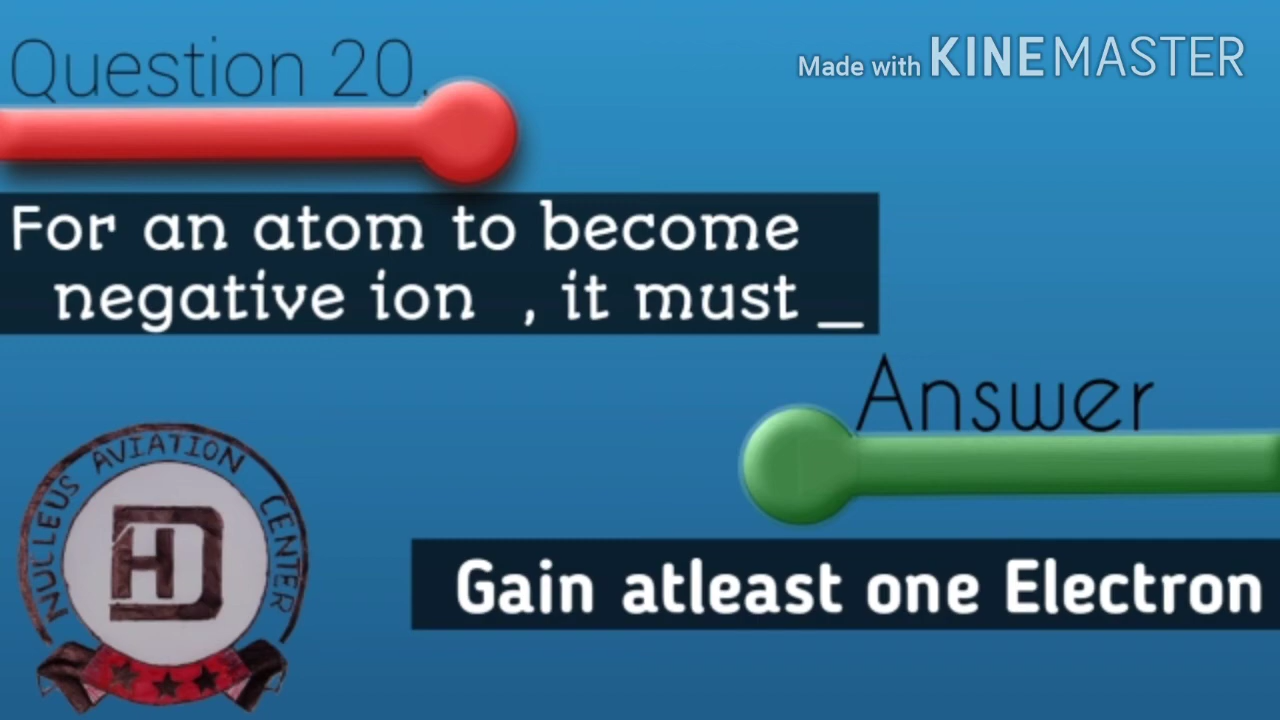 Question 20.
Made with KINEMASTER
For an atom to become
negative ion , it must _
Answer
Gain atleast one Electron
NUCLEUS AVIATION CENTER
HD